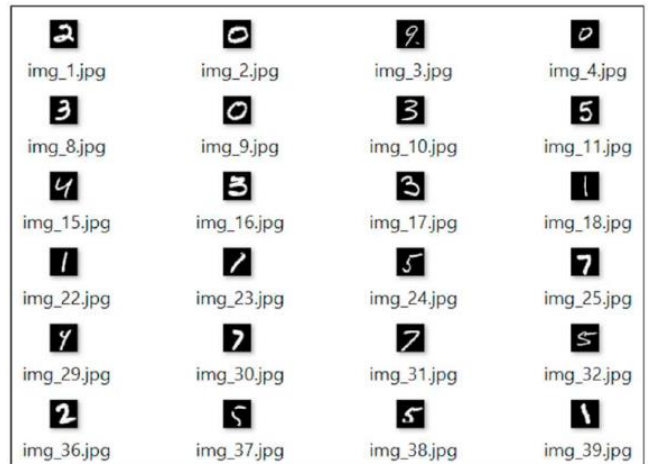 2 0 9. 0
img_1.jpg img_2.jpg img_3.jpg img_4.jpg
3 0 3 5
img_8.jpg img_9.jpg img_10.jpg img_11.jpg
4 3 3 1
img_15.jpg img_16.jpg img_17.jpg img_18.jpg
1 1 5 7
img_22.jpg img_23.jpg img_24.jpg img_25.jpg
4 7 7 5
img_29.jpg img_30.jpg img_31.jpg img_32.jpg
2 5 5 1
img_36.jpg img_37.jpg img_38.jpg img_39.jpg